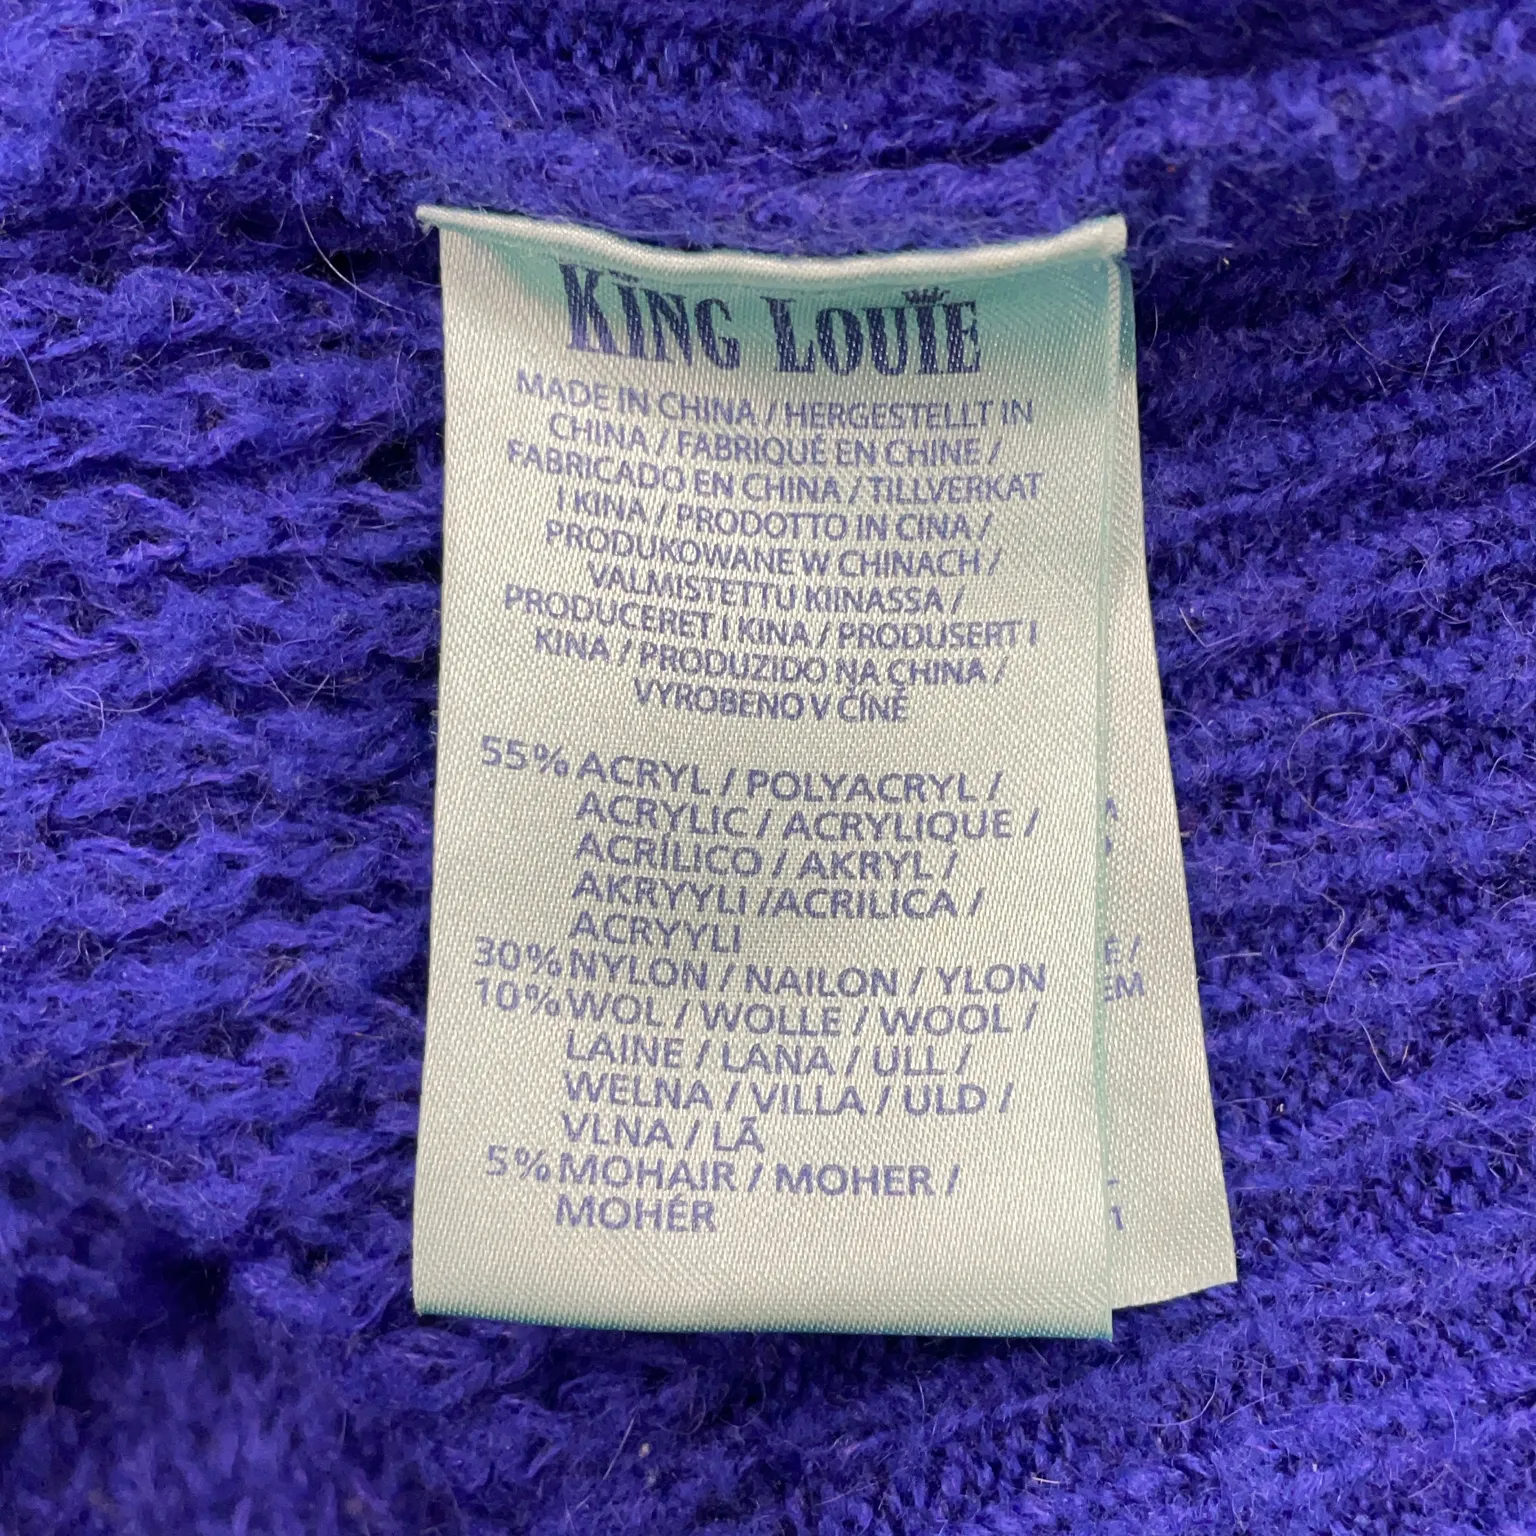 KING LOUIE
MADE IN CHINA / HERGESTELLT IN
CHINA / FABRIQUÉ EN CHINE /
FABRICADO EN CHINA / TILLVERKAT
I KINA / PRODOTTO IN CINA /
PRODUKOWANE W CHINACH /
VALMISTETTU KIINASSA /
PRODUCERET I KINA / PRODUSERT I
KINA / PRODUZIDO NA CHINA /
VYROBENO V ČÍNĚ
55% ACRYL / POLYACRYL /
ACRYLIC / ACRYLIQUE /
ACRÍLICO / AKRYL /
AKRYYLI /ACRILICA /
ACRYYLI
30% NYLON / NAILON / YLON
10% WOL / WOLLE / WOOL /
LAINE / LANA / ULL /
WELNA / VILLA / ULD /
VLNA / LÃ
5% MOHAIR / MOHER /
MOHÉR